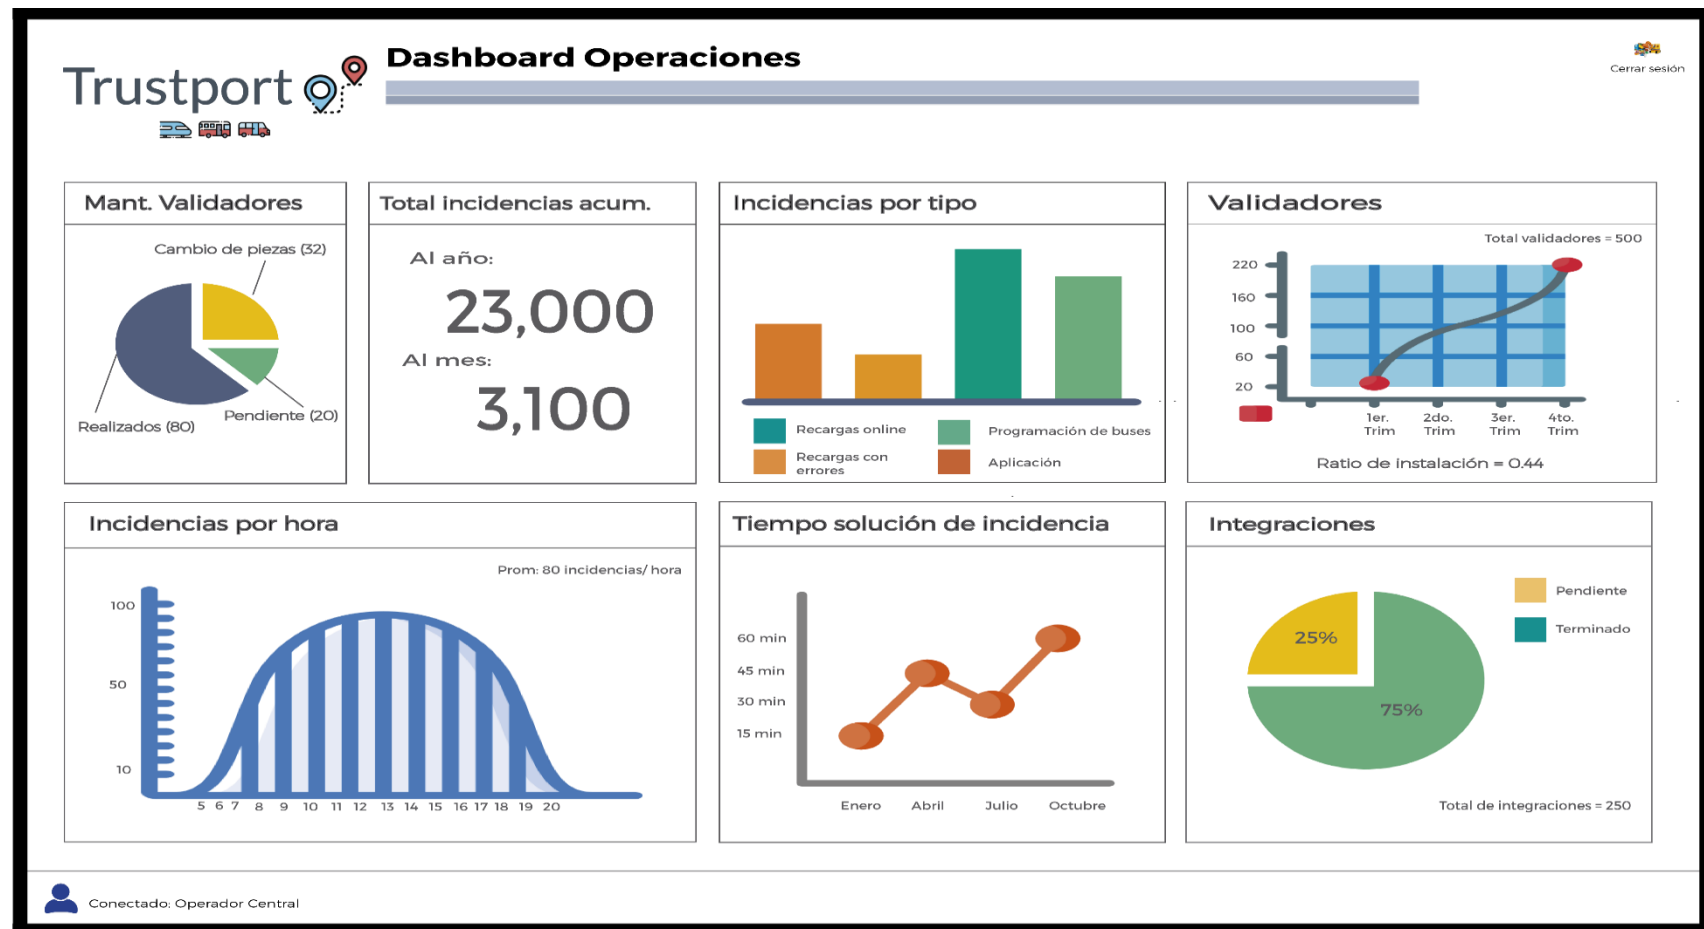 Trustport
Dashboard Operaciones
Cerrar sesión
Mant. Validadores
Cambio de piezas (32)
Realizados (80)
Pendiente (20)
Total incidencias acum.
Al año:
23,000
Al mes:
3,100
Incidencias por tipo
Recargas online
Programación de buses
Recargas con
errores
Aplicación
Validadores
Total validadores = 500
220
160
100
60
20
1er.
Trim
2do.
Trim
3er.
Trim
4to.
Trim
Ratio de instalación = 0.44
Incidencias por hora
Prom: 80 incidencias/ hora
100
50
10
5 6 7 8 9 10 11 12 13 14 15 16 17 18 19 20
Tiempo solución de incidencia
60 min
45 min
30 min
15 min
Enero Abril Julio Octubre
Integraciones
Pendiente
Terminado
25%
75%
Total de integraciones = 250
Conectado: Operador Central